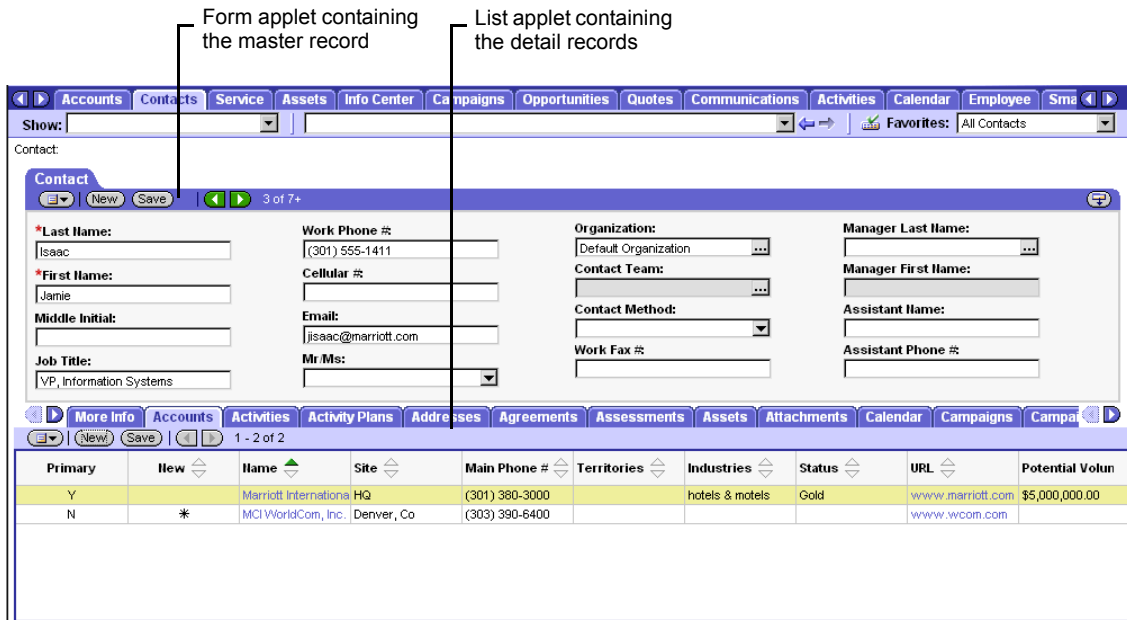 Form applet containing
the master record
List applet containing
the detail records
Accounts Contacts Service Assets Info Center Campaigns Opportunities Quotes Communications Activities Calendar Employee Sma
Show: Favorites: All Contacts
Contact:
Contact
New Save 3 of 7+
*Last Name: Work Phone #: Organization: Manager Last Name:
Isaac (301) 555-1411 Default Organization ...
*First Name: Cellular #: Contact Team: Manager First Name:
Jamie ...
Middle Initial: Email: Contact Method: Assistant Name:
jisaac@marriott.com
Job Title: Mr/Ms: Work Fax #: Assistant Phone #:
VP, Information Systems
More Info Accounts Activities Activity Plans Addresses Agreements Assessments Assets Attachments Calendar Campaigns Campai
New Save 1 - 2 of 2
Primary New Name Site Main Phone # Territories Industries Status URL Potential Volun
Y Marriott Internationa HQ (301) 380-3000 hotels & motels Gold www.marriott.com $5,000,000.00
N * MCI WorldCom, Inc. Denver, Co (303) 390-6400 www.wcom.com